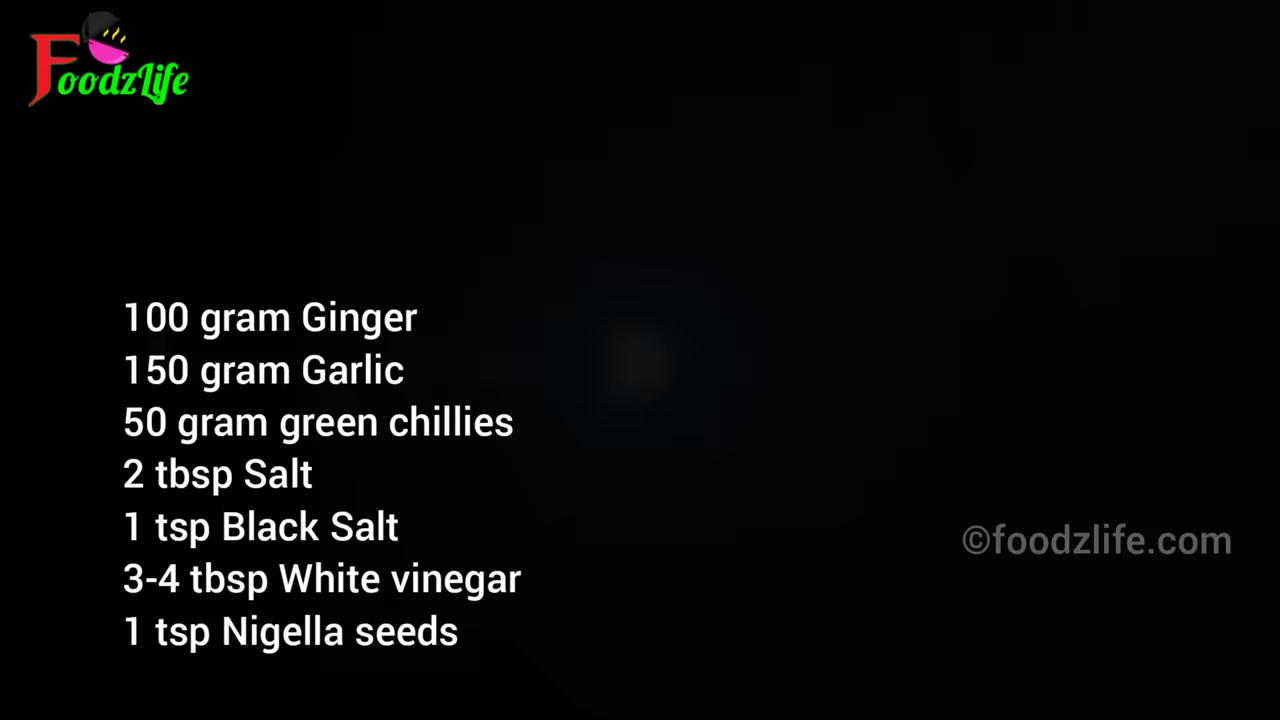 FoodzLife
100 gram Ginger
150 gram Garlic
50 gram green chillies
2 tbsp Salt
1 tsp Black Salt
©foodzlife.com
3-4 tbsp White vinegar
1 tsp Nigella seeds